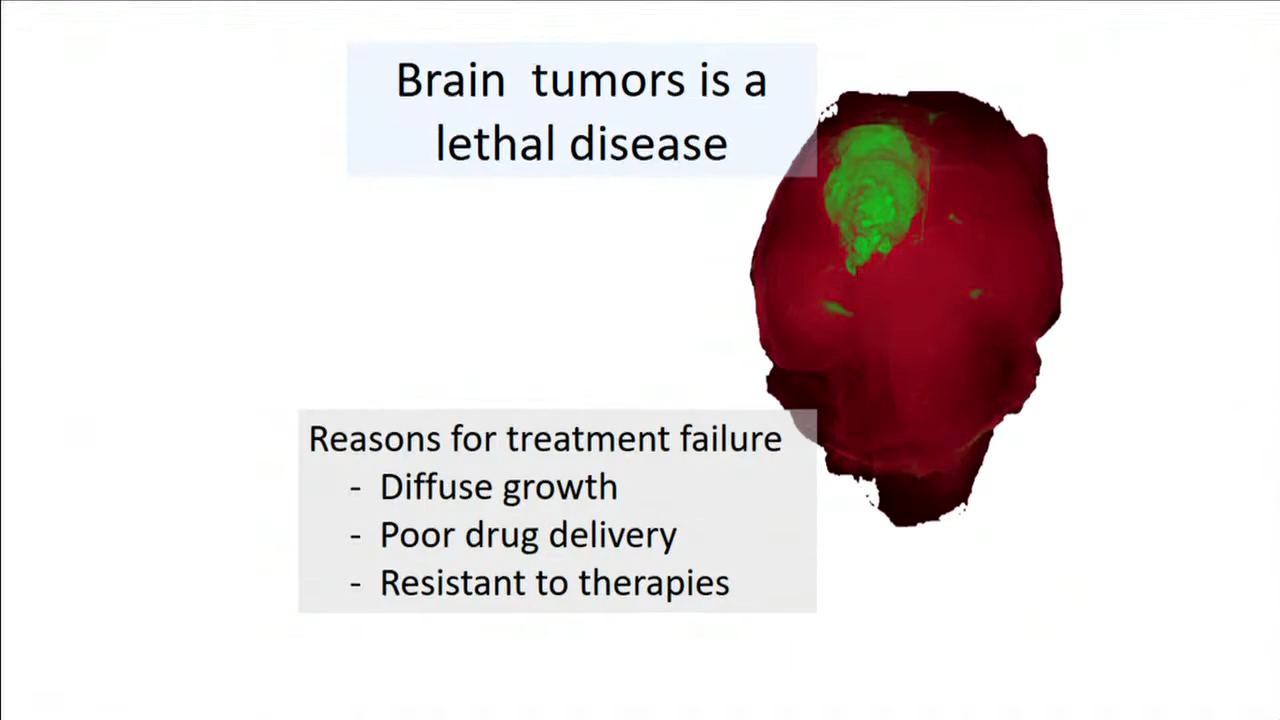 Brain tumors is a
lethal disease
Reasons for treatment failure
- Diffuse growth
- Poor drug delivery
- Resistant to therapies